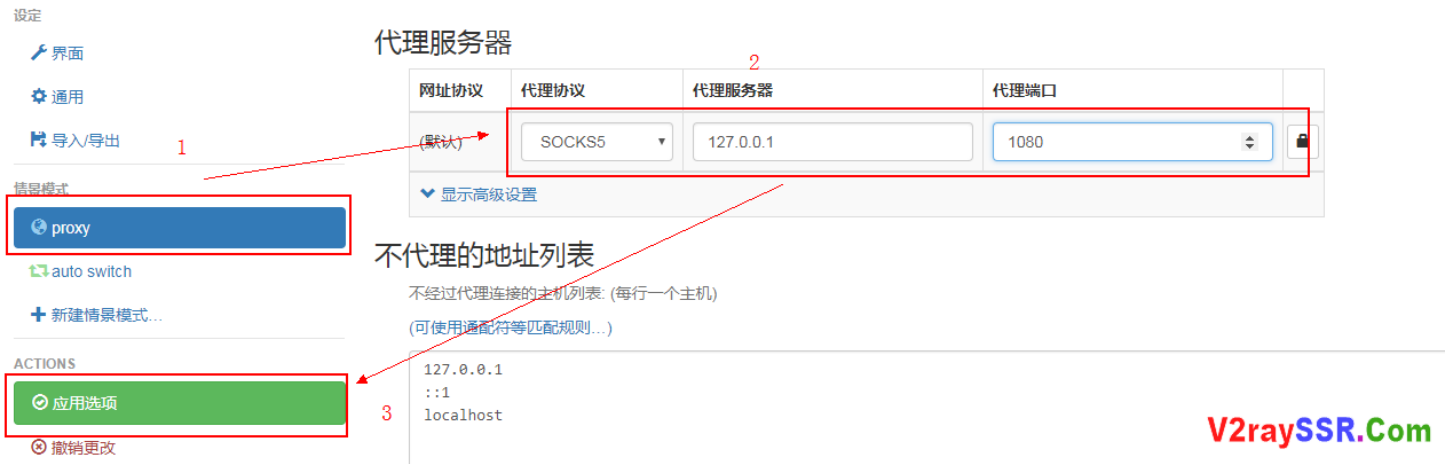 设定
界面
通用
导入/导出
1
情景模式
proxy
auto switch
新建情景模式...
ACTIONS
应用选项
3
撤销更改
代理服务器
2
网址协议 代理协议 代理服务器 代理端口
(默认) SOCKS5 127.0.0.1 1080
显示高级设置
不代理的地址列表
不经过代理连接的主机列表: (每行一个主机)
(可使用通配符等匹配规则...)
127.0.0.1
::1
localhost
V2raySSR.Com